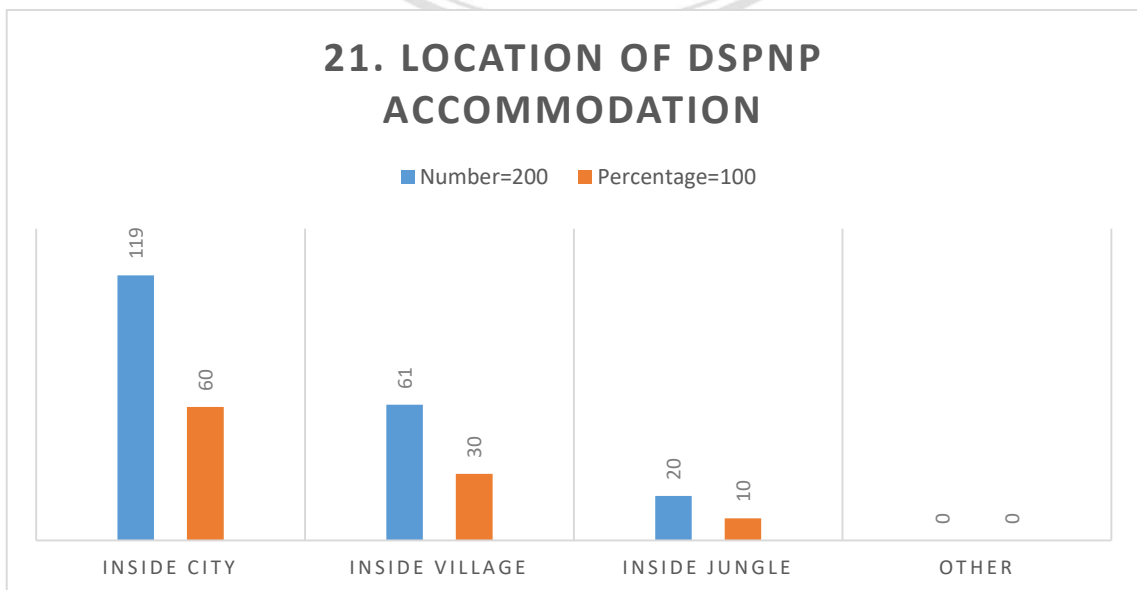 21. LOCATION OF DSPNP
ACCOMMODATION
Number=200 Percentage=100
119
60
61
30
20
10
0
0
INSIDE CITY INSIDE VILLAGE INSIDE JUNGLE OTHER